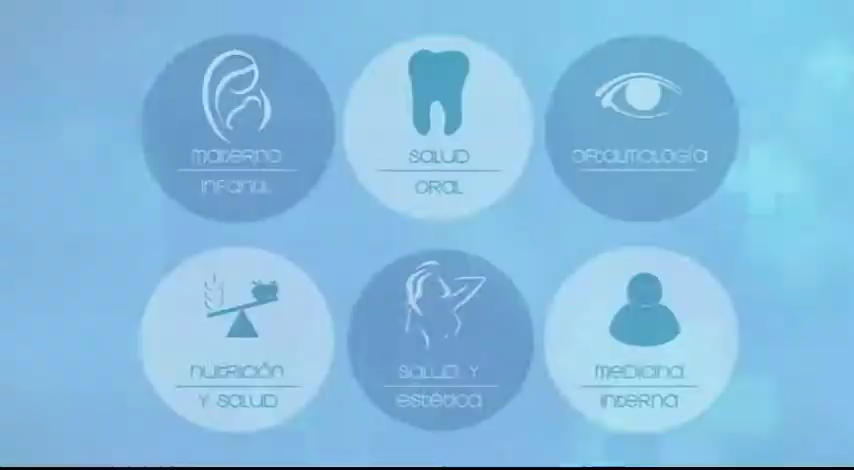 materno
infantil
salud
oral
oftalmología
nutrición
y salud
salud y
estética
medicina
interna